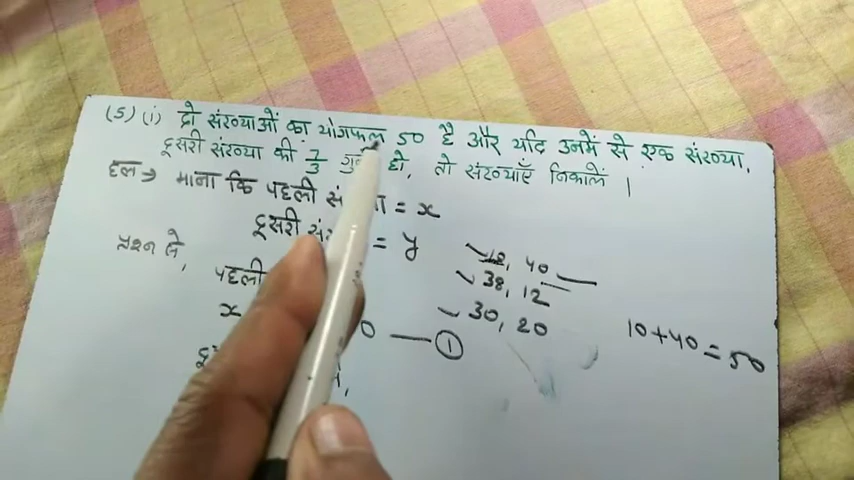 (5) (i) दो संख्याओं का योगफल 50 है और यदि उनमें से एक संख्या,
दूसरी संख्या की 7/3 हो, तो संख्याएँ निकालें ।
हल → माना कि पहली = x
दूसरी = y
प्रश्न से,
पहली
x 0 — ①
40
38, 12
30, 20
10+40=50